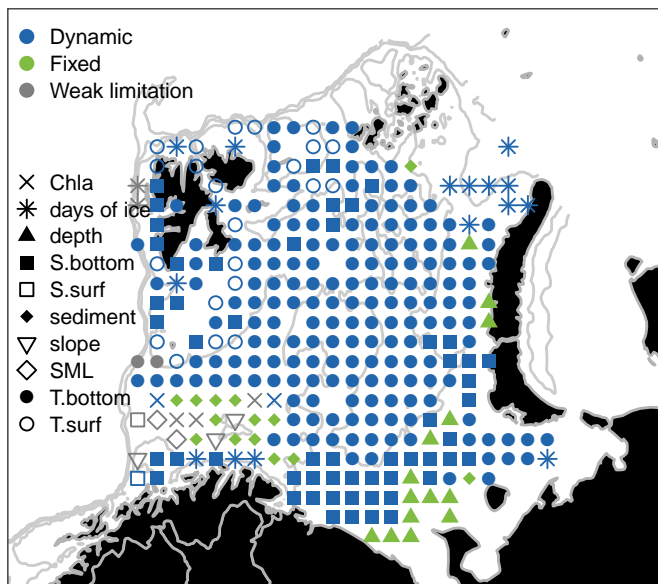 Dynamic
Fixed
Weak limitation
Chla
days of ice
depth
S.bottom
S.surf
sediment
slope
SML
T.bottom
T.surf